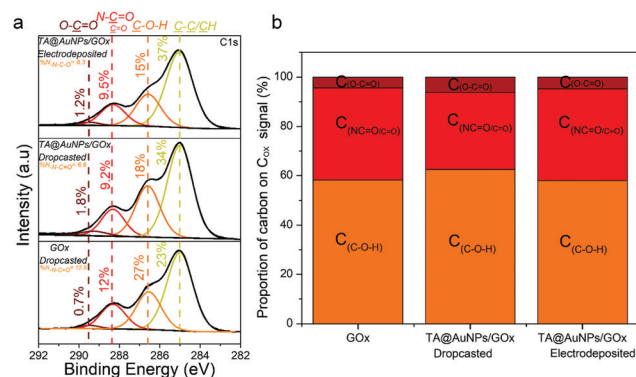 a
O-C=O
N-C=O
/C=O
C-O-H
C-C/CH
TA@AuNPs/GOx
Electrodeposited
C1s
1.2%
9.5%
15%
37%
TA@AuNPs/GOx
Dropcasted
1.8%
9.2%
18%
34%
GOx
Dropcasted
0.7%
12%
27%
23%
Intensity (a.u)
292 290 288 286 284 282
Binding Energy (eV)
b
Proportion of carbon on Cox signal (%)
100
80
60
40
20
0
C(O-C=O)
C(O-C=O)
C(O-C=O)
C(NC=O/C=O)
C(NC=O/C=O)
C(NC=O/C=O)
C(C-O-H)
C(C-O-H)
C(C-O-H)
GOx
TA@AuNPs/GOx
Dropcasted
TA@AuNPs/GOx
Electrodeposited